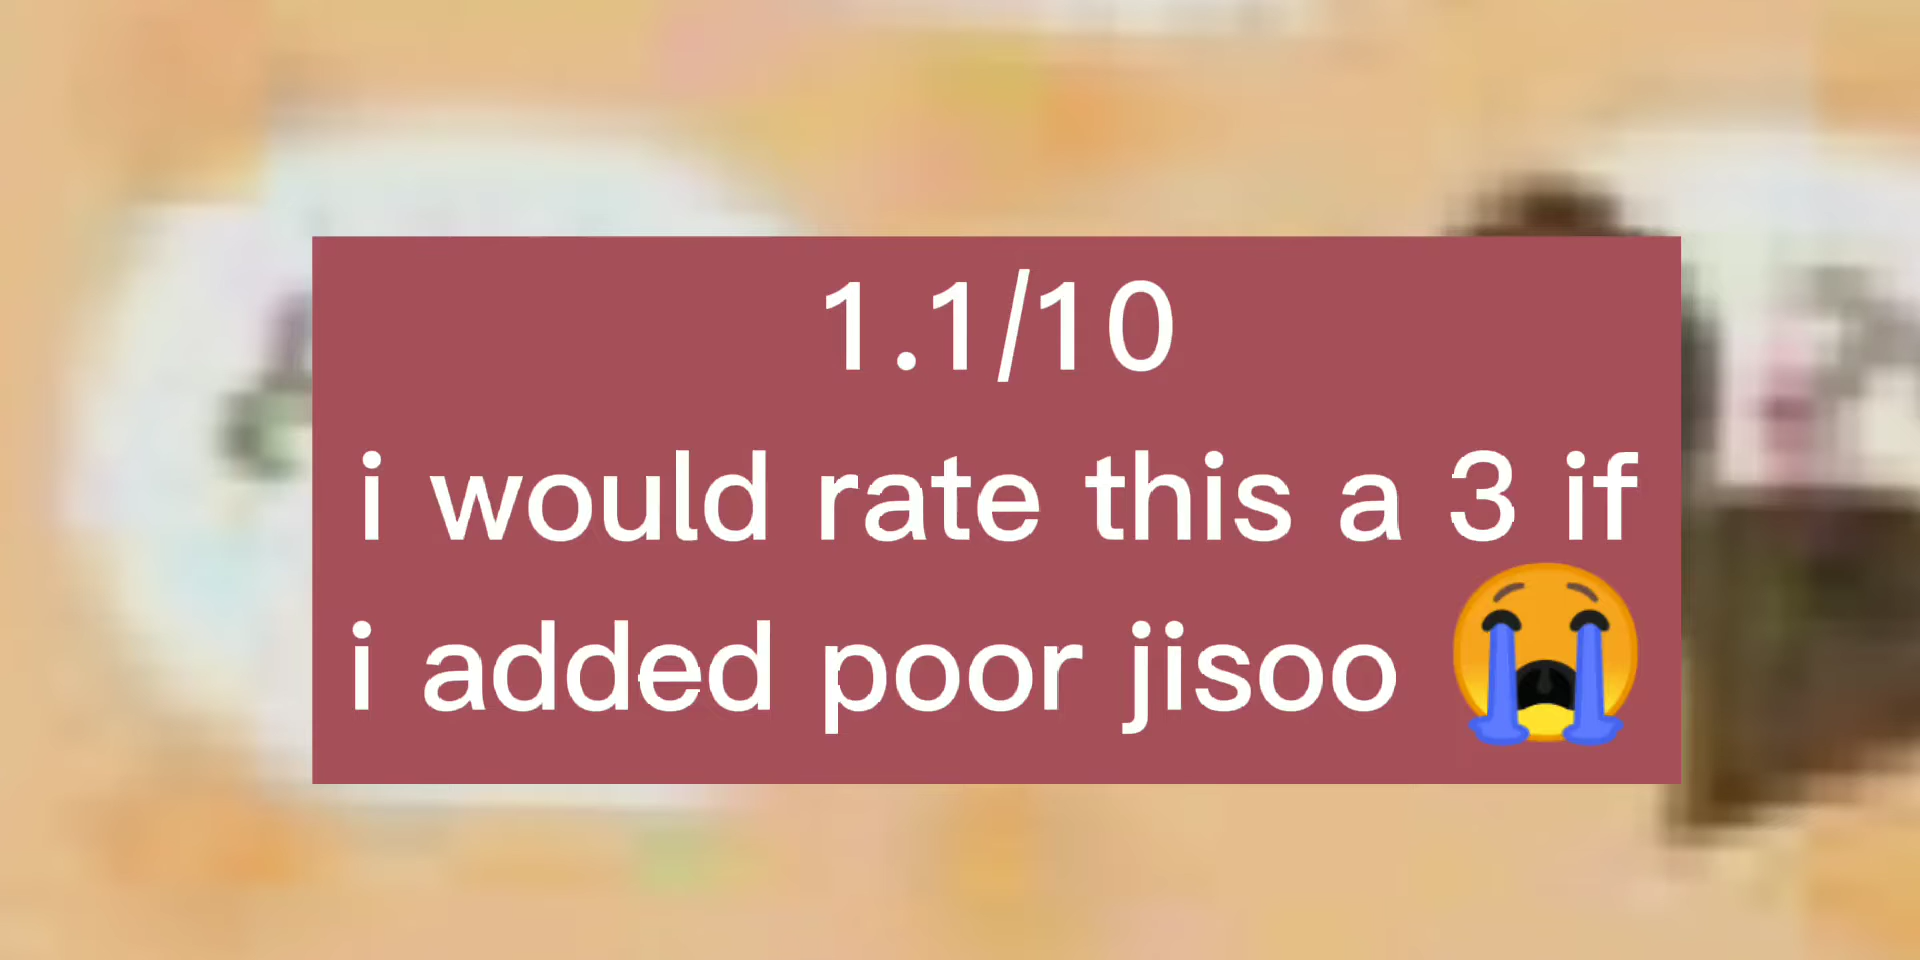 1.1/10
i would rate this a 3 if
i added poor jisoo 😭